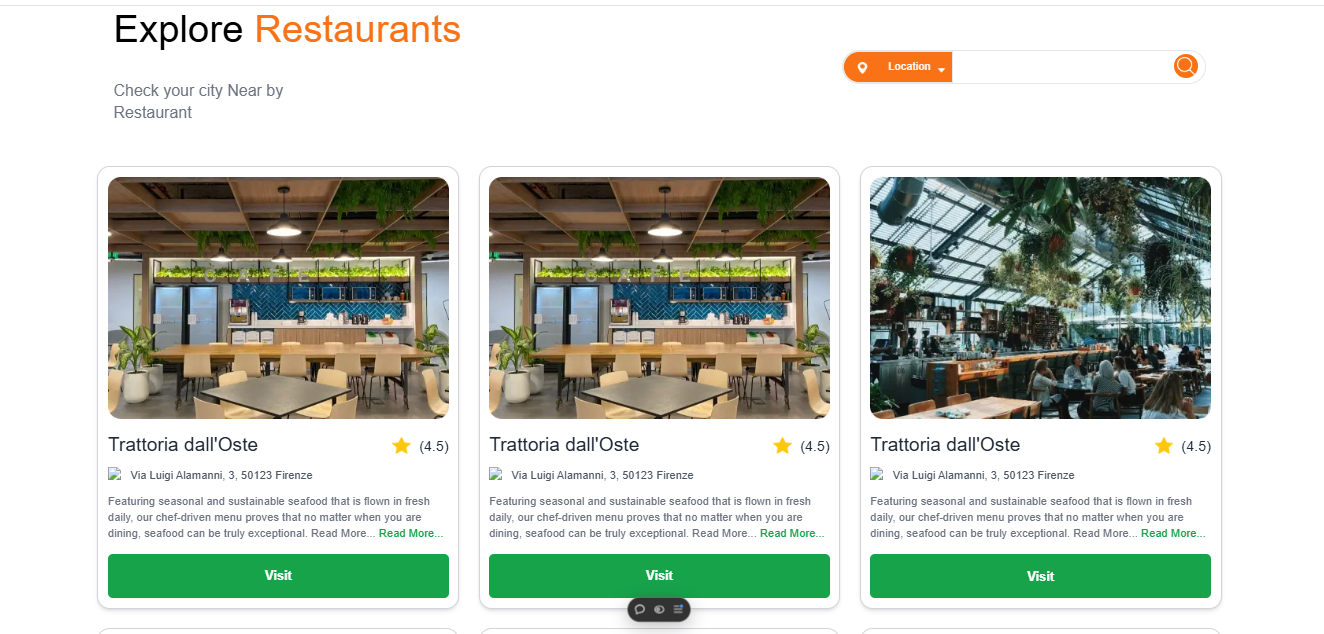 Explore Restaurants
Location
Check your city Near by
Restaurant
Trattoria dall'Oste
(4.5)
Via Luigi Alamanni, 3, 50123 Firenze
Featuring seasonal and sustainable seafood that is flown in fresh
daily, our chef-driven menu proves that no matter when you are
dining, seafood can be truly exceptional. Read More... Read More...
Visit
Trattoria dall'Oste
(4.5)
Via Luigi Alamanni, 3, 50123 Firenze
Featuring seasonal and sustainable seafood that is flown in fresh
daily, our chef-driven menu proves that no matter when you are
dining, seafood can be truly exceptional. Read More... Read More...
Visit
Trattoria dall'Oste
(4.5)
Via Luigi Alamanni, 3, 50123 Firenze
Featuring seasonal and sustainable seafood that is flown in fresh
daily, our chef-driven menu proves that no matter when you are
dining, seafood can be truly exceptional. Read More... Read More...
Visit